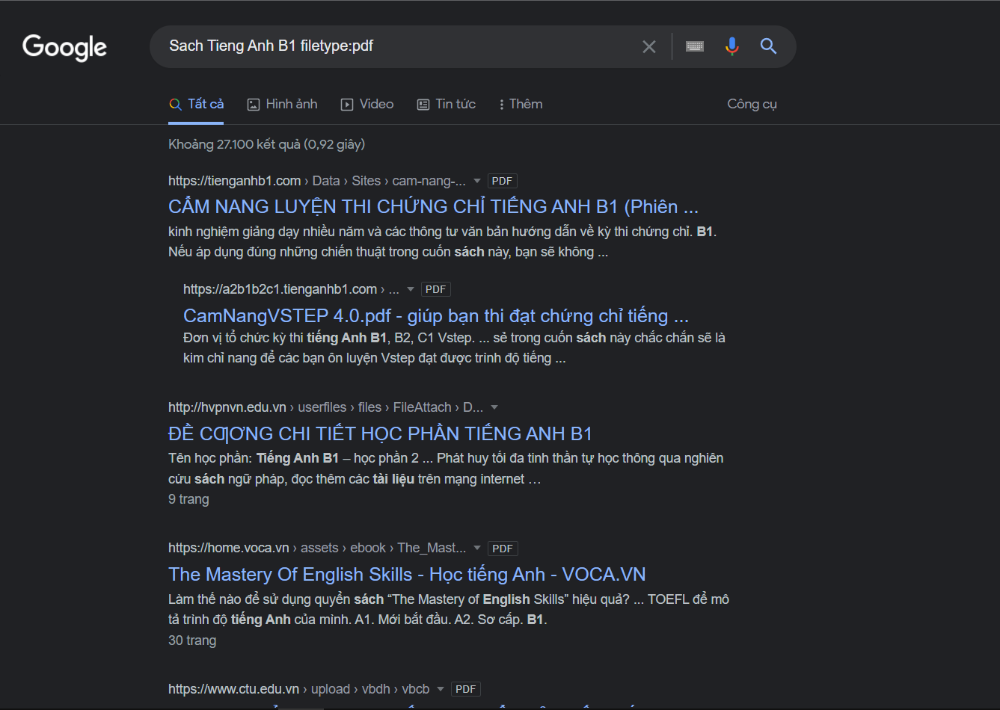 Google
Sach Tieng Anh B1 filetype:pdf
Tất cả Hình ảnh Video Tin tức Thêm Công cụ
Khoảng 27.100 kết quả (0,92 giây)
https://tienganhb1.com › Data › Sites › cam-nang-... PDF
CẨM NANG LUYỆN THI CHỨNG CHỈ TIẾNG ANH B1 (Phiên ...
kinh nghiệm giảng dạy nhiều năm và các thông tư văn bản hướng dẫn về kỳ thi chứng chỉ. B1.
Nếu áp dụng đúng những chiến thuật trong cuốn sách này, bạn sẽ không ...
https://a2b1b2c1.tienganhb1.com › ... PDF
CamNangVSTEP 4.0.pdf - giúp bạn thi đạt chứng chỉ tiếng ...
Đơn vị tổ chức kỳ thi tiếng Anh B1, B2, C1 Vstep. ... sẻ trong cuốn sách này chắc chắn sẽ là
kim chỉ nang để các bạn ôn luyện Vstep đạt được trình độ tiếng ...
http://hvpnvn.edu.vn › userfiles › files › FileAttach › D...
ĐỀ CƢƠNG CHI TIẾT HỌC PHẦN TIẾNG ANH B1
Tên học phần: Tiếng Anh B1 – học phần 2 ... Phát huy tối đa tinh thần tự học thông qua nghiên
cứu sách ngữ pháp, đọc thêm các tài liệu trên mạng internet …
9 trang
https://home.voca.vn › assets › ebook › The_Mast... PDF
The Mastery Of English Skills - Học tiếng Anh - VOCA.VN
Làm thế nào để sử dụng quyển sách “The Mastery of English Skills” hiệu quả? ... TOEFL để mô
tả trình độ tiếng Anh của mình. A1. Mới bắt đầu. A2. Sơ cấp. B1.
30 trang
https://www.ctu.edu.vn › upload › vbdh › vbcb PDF